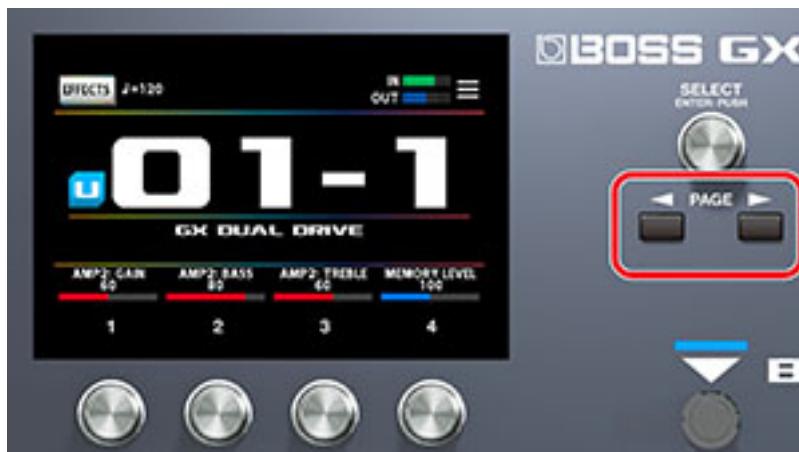 BOSS GX
EFFECTS ♩=120
IN
OUT
U 01-1
GX DUAL DRIVE
AMP2: GAIN
60
AMP2: BASS
80
AMP2: TREBLE
60
MEMORY LEVEL
100
1 2 3 4
SELECT
ENTER: PUSH
◄ PAGE ►